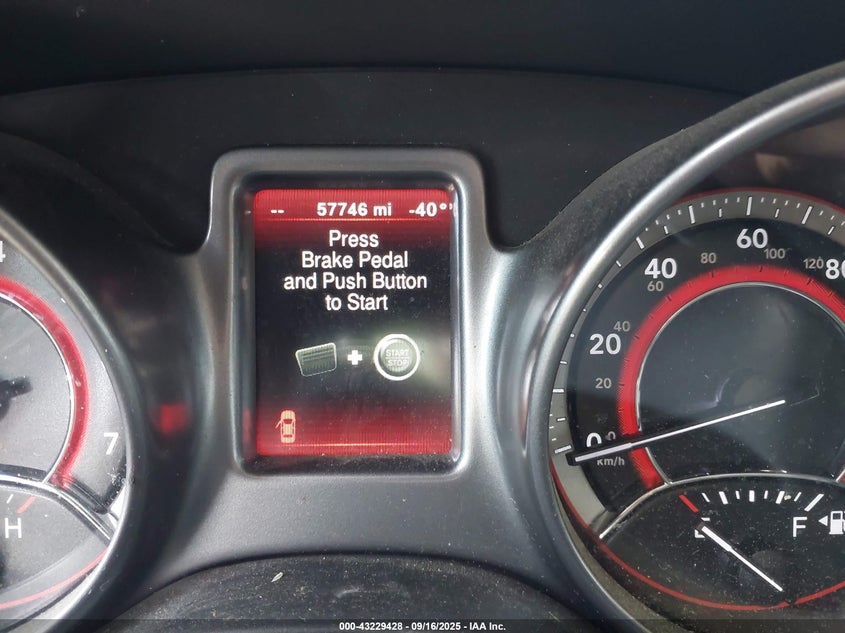 -- 57746 mi -40°
Press
Brake Pedal
and Push Button
to Start
START
STOP
4
7
H
0
20
40
60
80
0
20
40
60
80
100
120
km/h
E
F
000-43229428 - 09/16/2025 - IAA Inc.